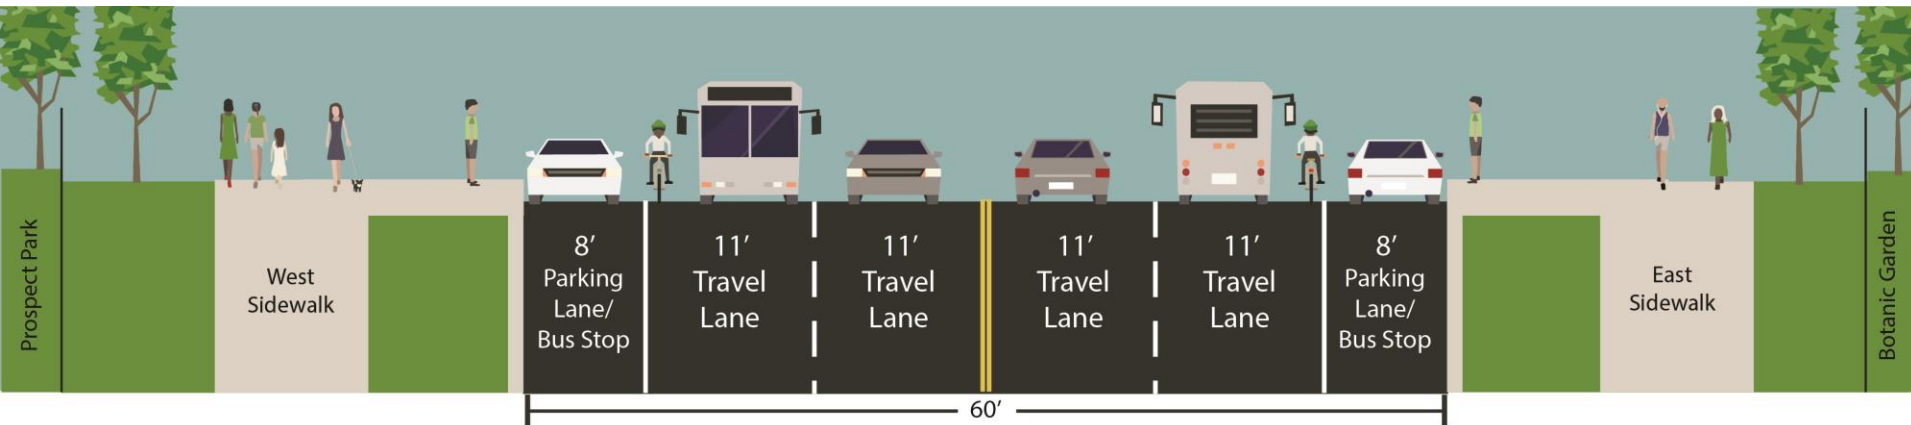 Prospect Park
West
Sidewalk
8’
Parking
Lane/
Bus Stop
11’
Travel
Lane
11’
Travel
Lane
11’
Travel
Lane
11’
Travel
Lane
8’
Parking
Lane/
Bus Stop
East
Sidewalk
Botanic Garden
60’